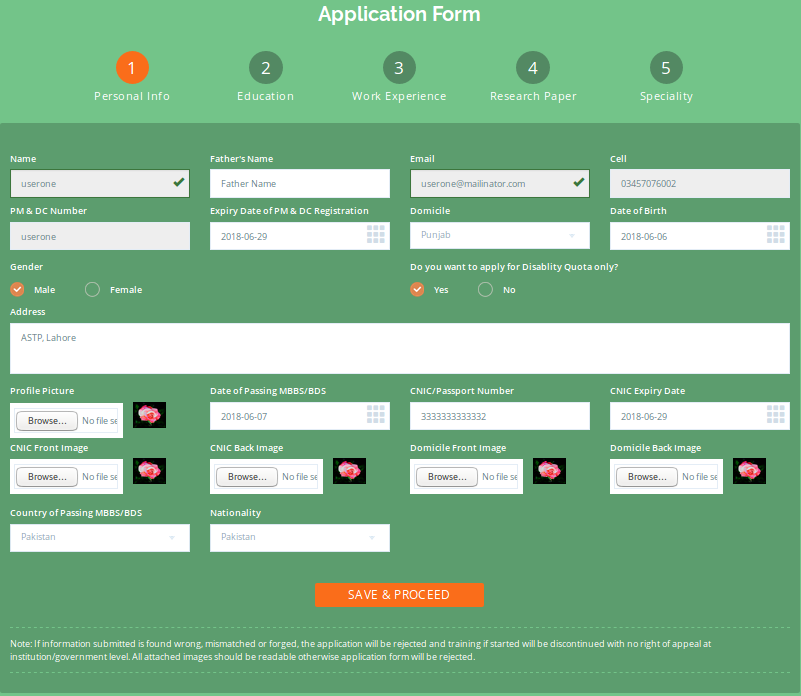 Application Form
1 2 3 4 5
Personal Info Education Work Experience Research Paper Speciality
Name Father's Name Email Cell
userone Father Name userone@mailinator.com 03457076002
PM & DC Number Expiry Date of PM & DC Registration Domicile Date of Birth
userone 2018-06-29 Punjab 2018-06-06
Gender Do you want to apply for Disablity Quota only?
Male Female Yes No
Address
ASTP, Lahore
Profile Picture Date of Passing MBBS/BDS CNIC/Passport Number CNIC Expiry Date
Browse... No file se 2018-06-07 3333333333332 2018-06-29
CNIC Front Image CNIC Back Image Domicile Front Image Domicile Back Image
Browse... No file se Browse... No file se Browse... No file se Browse... No file se
Country of Passing MBBS/BDS Nationality
Pakistan Pakistan
SAVE & PROCEED
Note: If information submitted is found wrong, mismatched or forged, the application will be rejected and training if started will be discontinued with no right of appeal at
institution/government level. All attached images should be readable otherwise application form will be rejected.